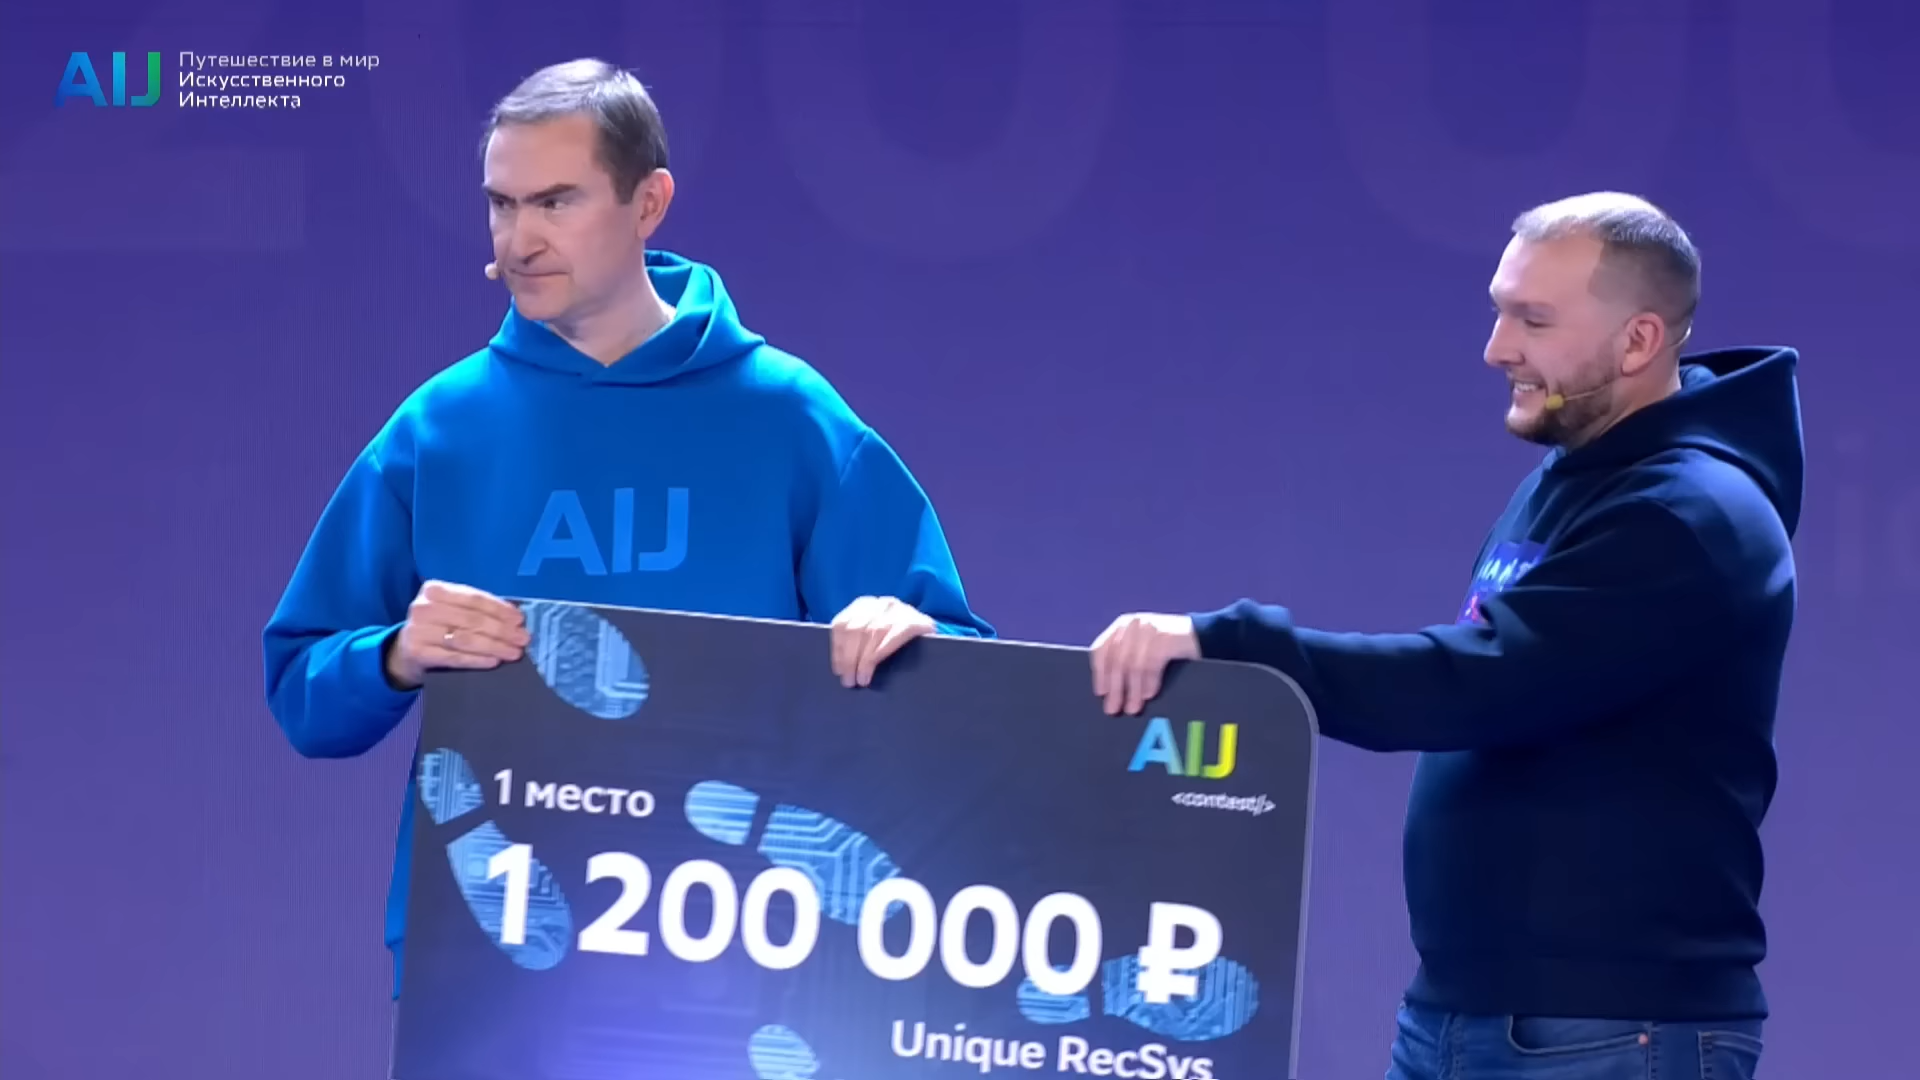 AIJ
Путешествие в мир
Искусственного
Интеллекта
AIJ
AIJ
<contest/>
1 место
1 200 000 ₽
Unique RecSys